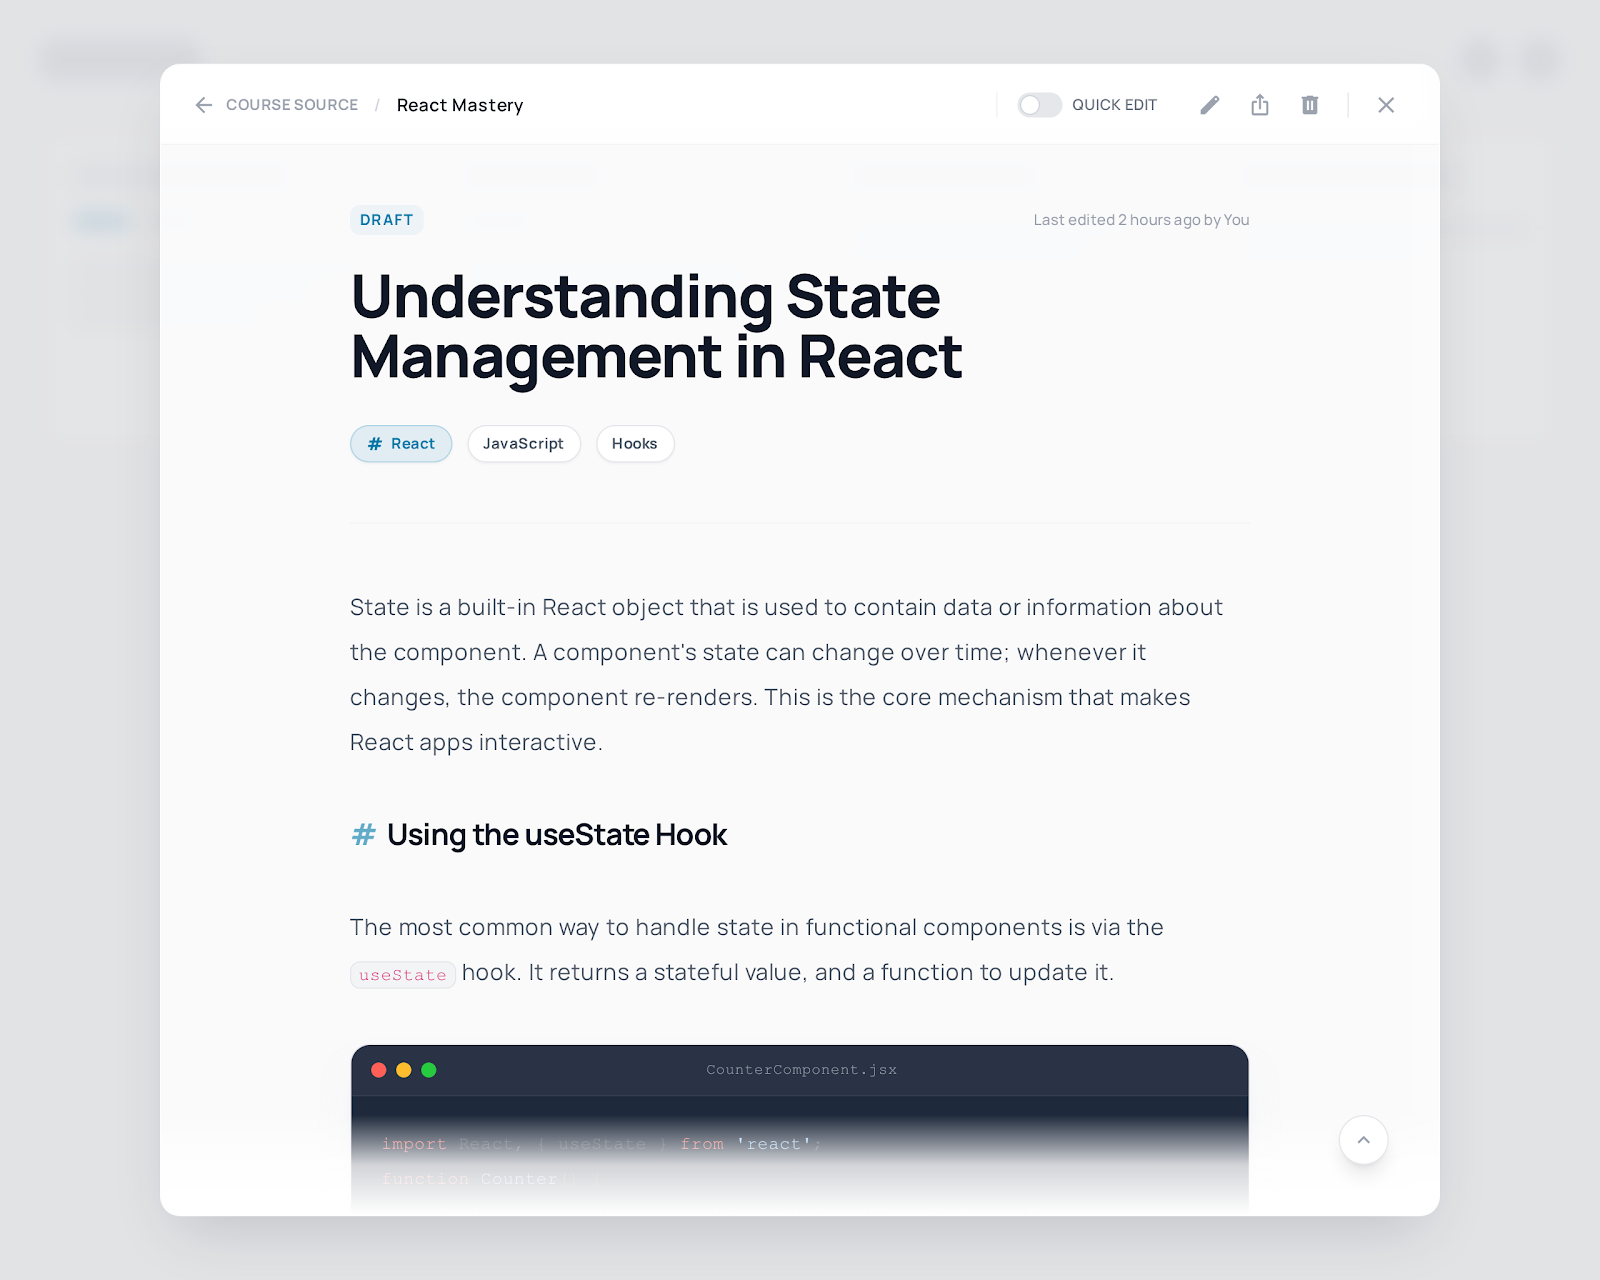 COURSE SOURCE / React Mastery
QUICK EDIT
DRAFT
Last edited 2 hours ago by You
Understanding State
Management in React
# React
JavaScript
Hooks
State is a built-in React object that is used to contain data or information about
the component. A component's state can change over time; whenever it
changes, the component re-renders. This is the core mechanism that makes
React apps interactive.
# Using the useState Hook
The most common way to handle state in functional components is via the
useState hook. It returns a stateful value, and a function to update it.
CounterComponent.jsx
import React, { useState } from 'react';
function Counter() {